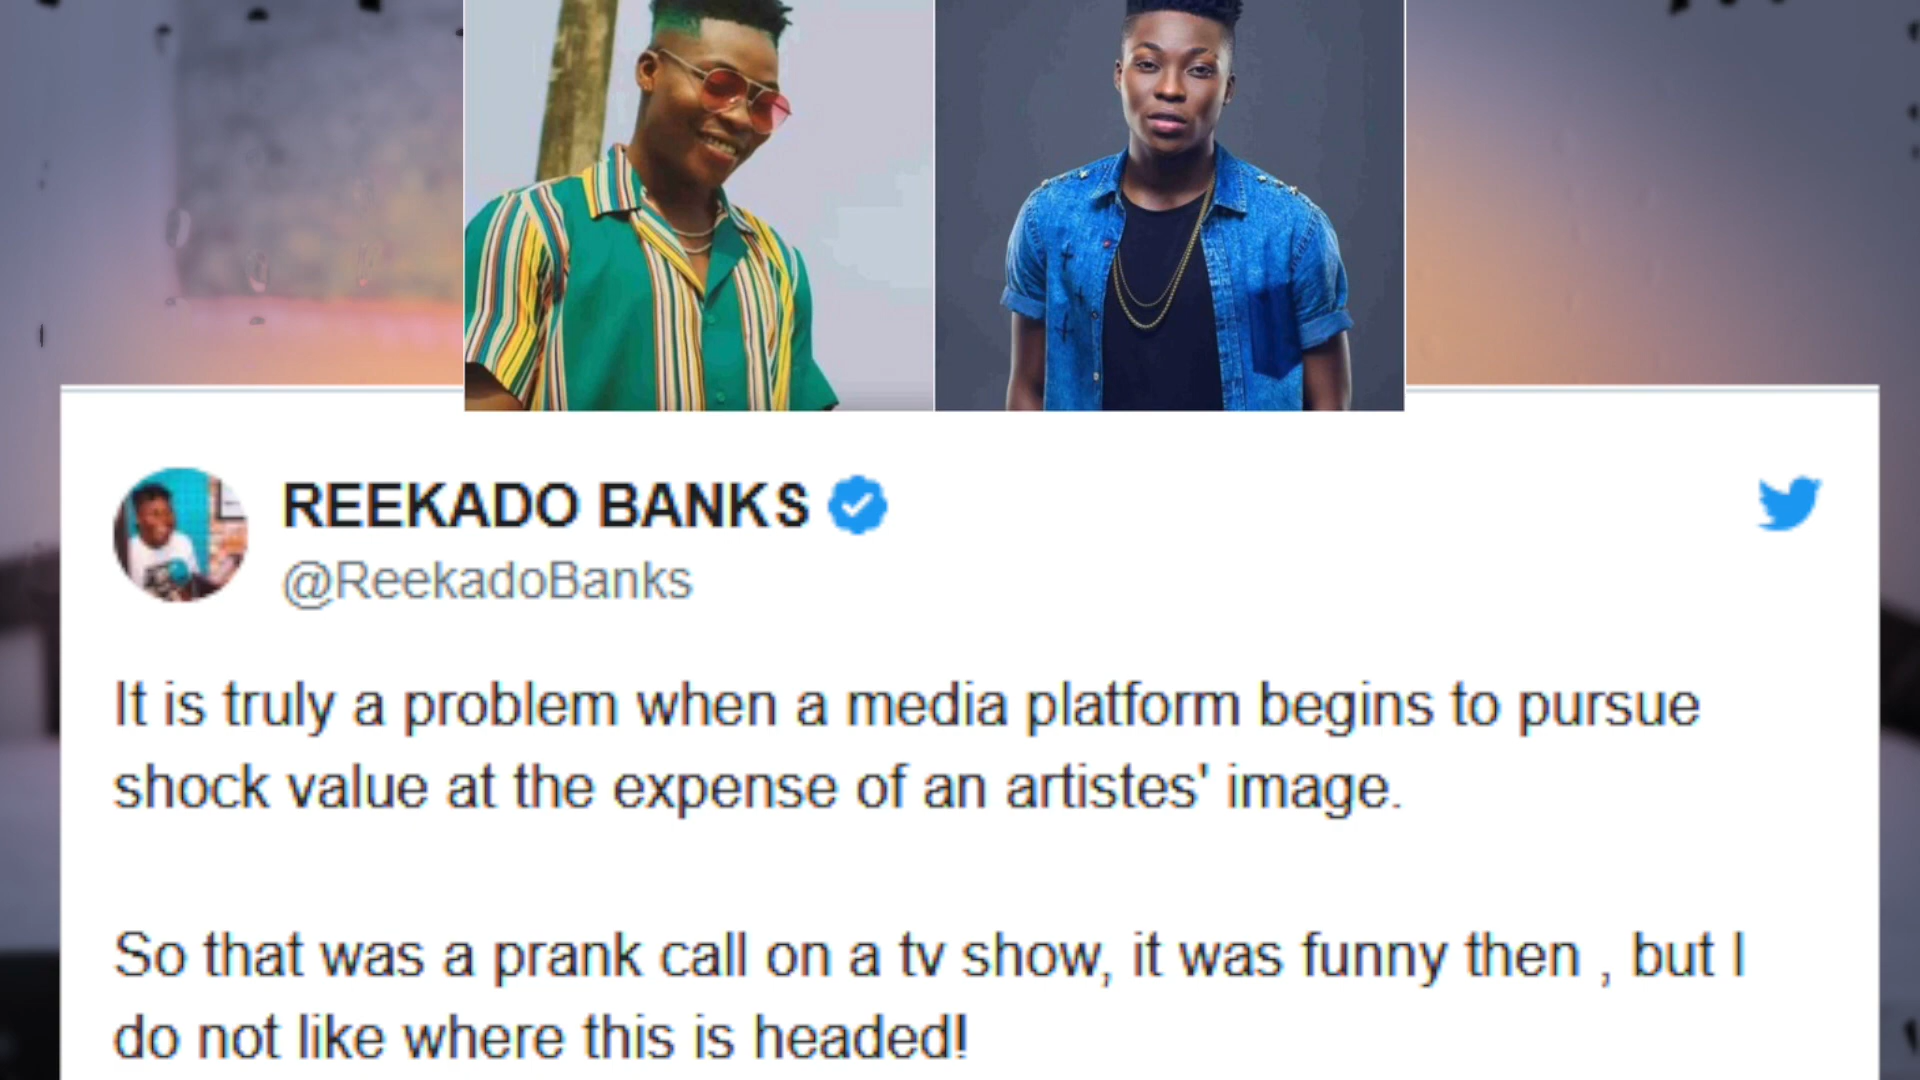 REEKADO BANKS
@ReekadoBanks
It is truly a problem when a media platform begins to pursue
shock value at the expense of an artistes' image.
So that was a prank call on a tv show, it was funny then , but I
do not like where this is headed!